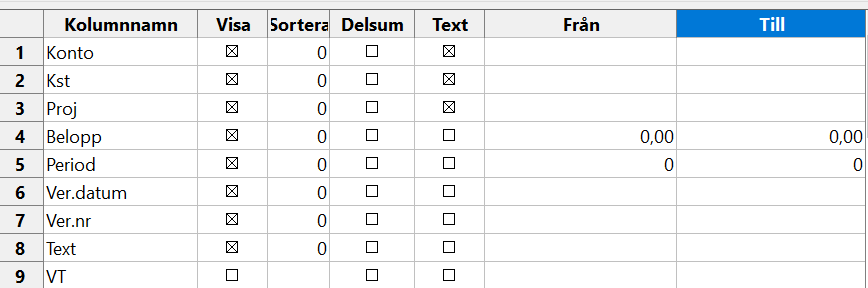 Kolumnnamn Visa Sortera Delsum Text Från Till
1 Konto 0
2 Kst 0
3 Proj 0
4 Belopp 0 0,00 0,00
5 Period 0 0 0
6 Ver.datum 0
7 Ver.nr 0
8 Text 0
9 VT